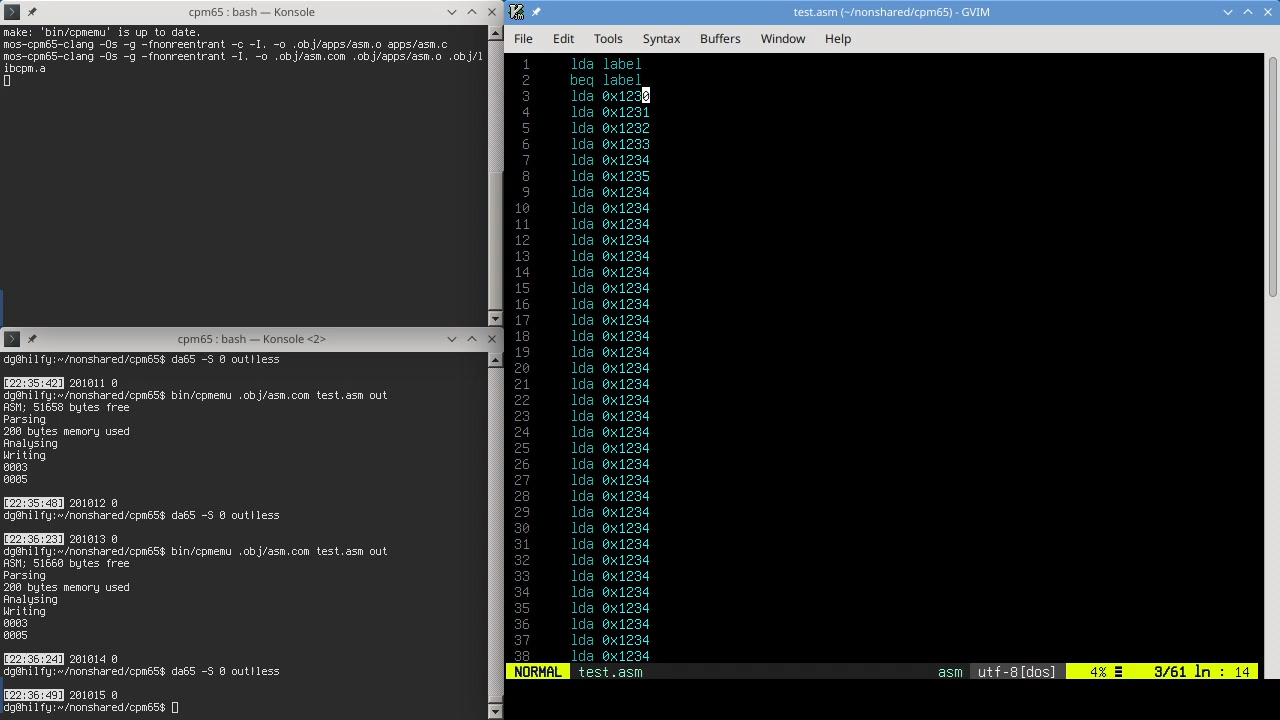 cpm65 : bash — Konsole
make: 'bin/cpmemu' is up to date.
mos-cpm65-clang -Os -g -fnonreentrant -c -I. -o .obj/apps/asm.o apps/asm.c
mos-cpm65-clang -Os -g -fnonreentrant -I. -o .obj/asm.com .obj/apps/asm.o .obj/l
ibcpm.a
cpm65 : bash — Konsole <2>
dg@hilfy:~/nonshared/cpm65$ da65 -S 0 out|less
[22:35:42] 201011 0
dg@hilfy:~/nonshared/cpm65$ bin/cpmemu .obj/asm.com test.asm out
ASM; 51658 bytes free
Parsing
200 bytes memory used
Analysing
Writing
0003
0005
[22:35:48] 201012 0
dg@hilfy:~/nonshared/cpm65$ da65 -S 0 out|less
[22:36:23] 201013 0
dg@hilfy:~/nonshared/cpm65$ bin/cpmemu .obj/asm.com test.asm out
ASM; 51660 bytes free
Parsing
200 bytes memory used
Analysing
Writing
0003
0005
[22:36:24] 201014 0
dg@hilfy:~/nonshared/cpm65$ da65 -S 0 out|less
[22:36:49] 201015 0
dg@hilfy:~/nonshared/cpm65$
test.asm (~/nonshared/cpm65) - GVIM
File Edit Tools Syntax Buffers Window Help
1 lda label
2 beq label
3 lda 0x1230
4 lda 0x1231
5 lda 0x1232
6 lda 0x1233
7 lda 0x1234
8 lda 0x1235
9 lda 0x1234
10 lda 0x1234
11 lda 0x1234
12 lda 0x1234
13 lda 0x1234
14 lda 0x1234
15 lda 0x1234
16 lda 0x1234
17 lda 0x1234
18 lda 0x1234
19 lda 0x1234
20 lda 0x1234
21 lda 0x1234
22 lda 0x1234
23 lda 0x1234
24 lda 0x1234
25 lda 0x1234
26 lda 0x1234
27 lda 0x1234
28 lda 0x1234
29 lda 0x1234
30 lda 0x1234
31 lda 0x1234
32 lda 0x1234
33 lda 0x1234
34 lda 0x1234
35 lda 0x1234
36 lda 0x1234
37 lda 0x1234
38 lda 0x1234
NORMAL test.asm asm utf-8[dos] 4% ☰ 3/61 ln : 14